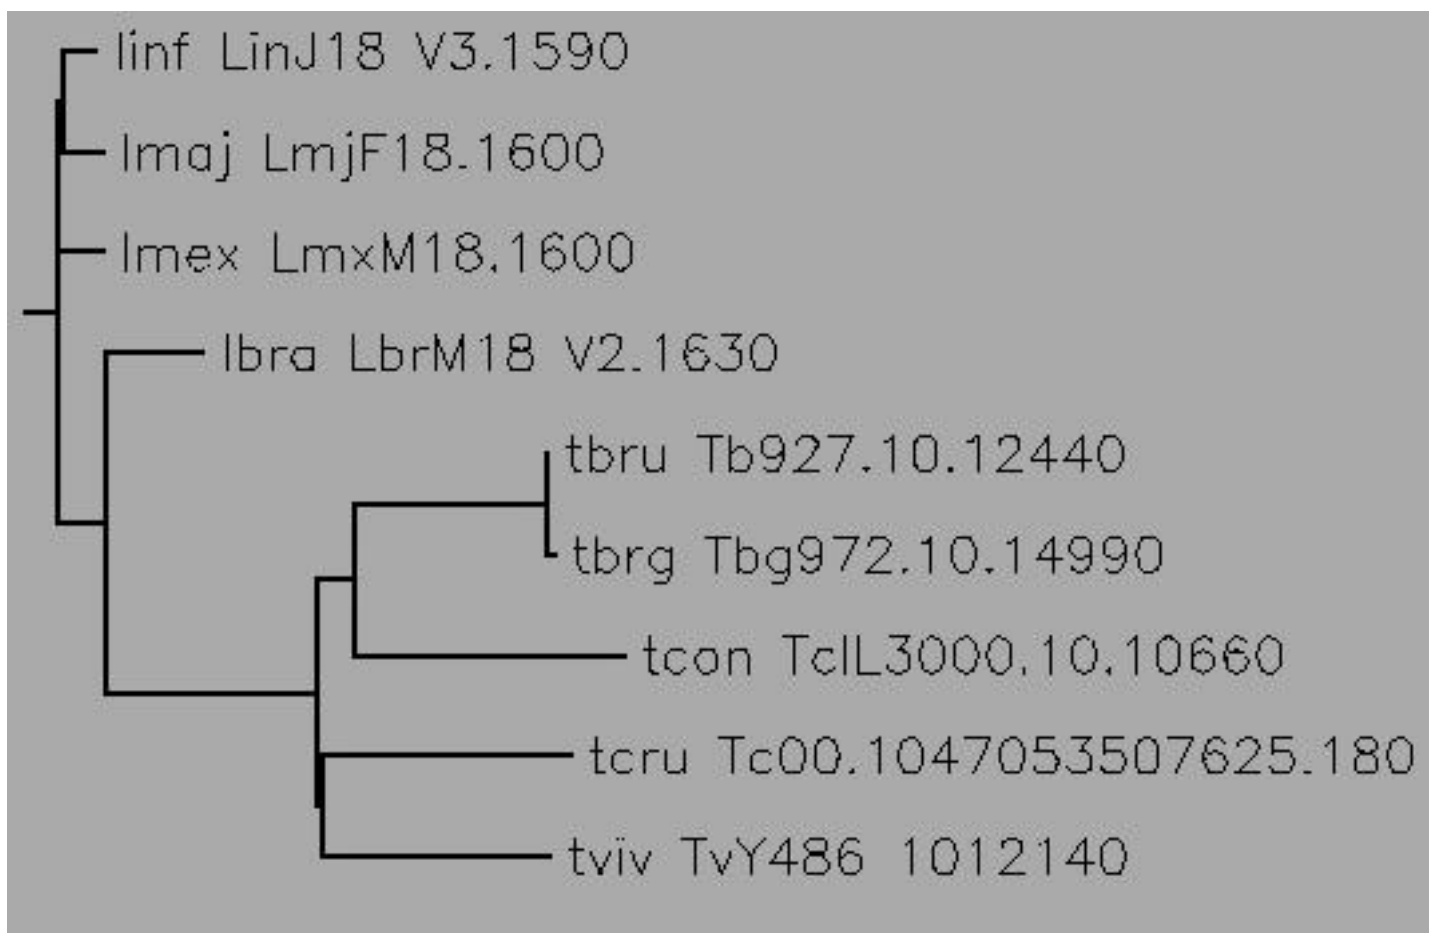 linf LinJ18 V3.1590
lmaj LmjF18.1600
lmex LmxM18.1600
lbra LbrM18 V2.1630
tbru Tb927.10.12440
tbrg Tbg972.10.14990
tcon TcIL3000.10.10660
tcru Tc00.1047053507625.180
tviv TvY486 1012140